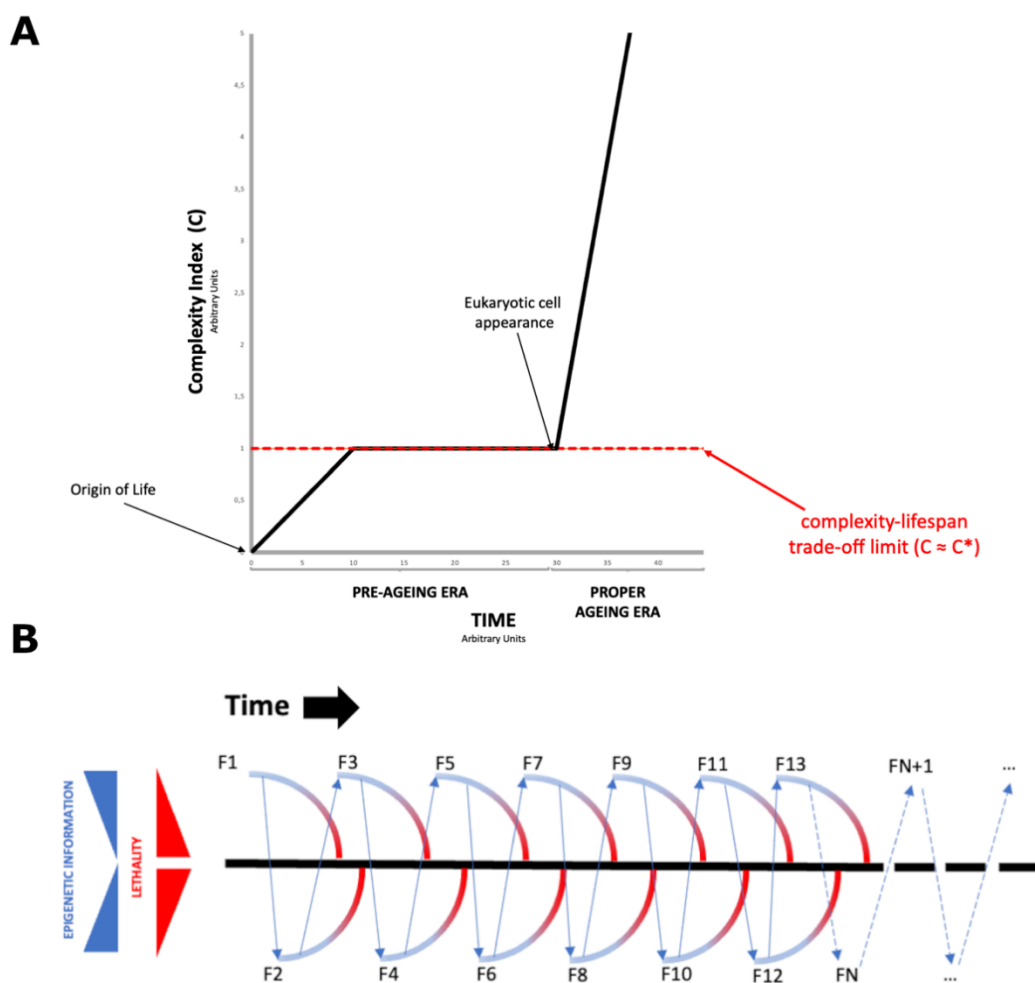 A
Complexity Index (C)
Arbitrary Units
5
4,5
4
3,5
3
2,5
2
1,5
1
0,5
Eukaryotic cell
appearance
Origin of Life
complexity-lifespan
trade-off limit (C ≈ C*)
0 5 10 15 20 25 30 35 40
PRE-AGEING ERA
PROPER
AGEING ERA
TIME
Arbitrary Units
B
Time
EPIGENETIC INFORMATION
LETHALITY
F1 F3 F5 F7 F9 F11 F13 FN+1 ...
F2 F4 F6 F8 F10 F12 FN ...